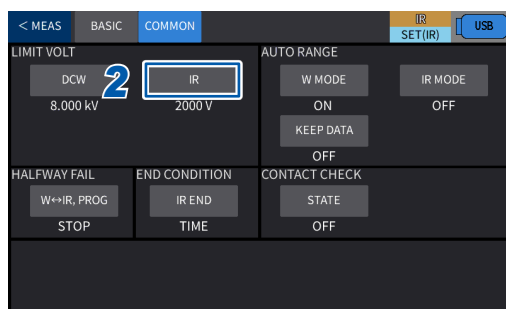 < MEAS BASIC COMMON IR SET(IR) USB
LIMIT VOLT
DCW 2 IR
8.000 kV 2000 V
AUTO RANGE
W MODE IR MODE
ON OFF
KEEP DATA
OFF
HALFWAY FAIL
W↔IR, PROG
STOP
END CONDITION
IR END
TIME
CONTACT CHECK
STATE
OFF